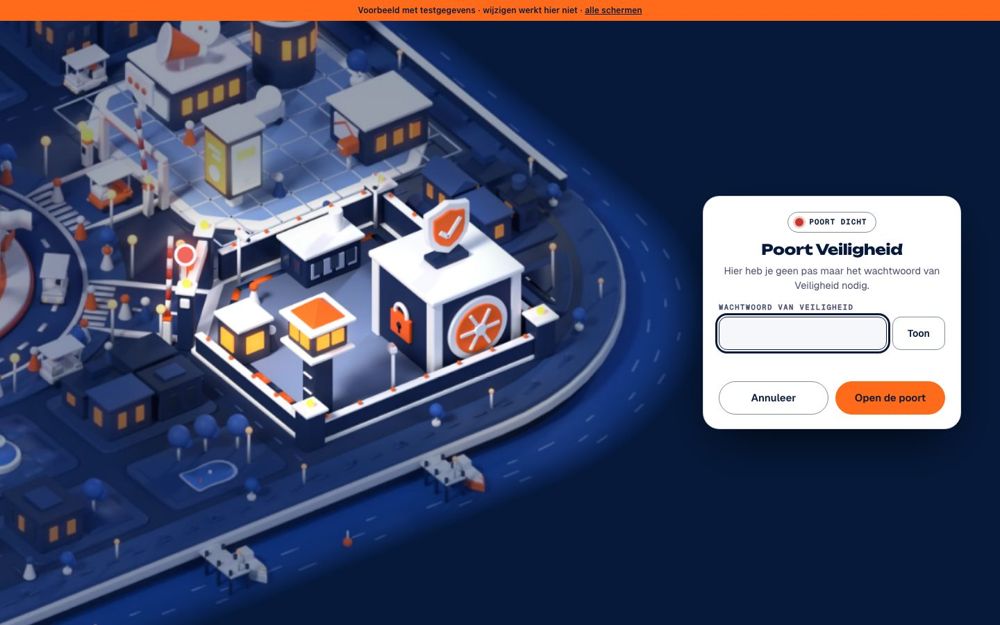 Voorbeeld met testgegevens · wijzigen werkt hier niet · alle schermen
POORT DICHT
Poort Veiligheid
Hier heb je geen pas maar het wachtwoord van
Veiligheid nodig.
WACHTWOORD VAN VEILIGHEID
Toon
Annuleer
Open de poort